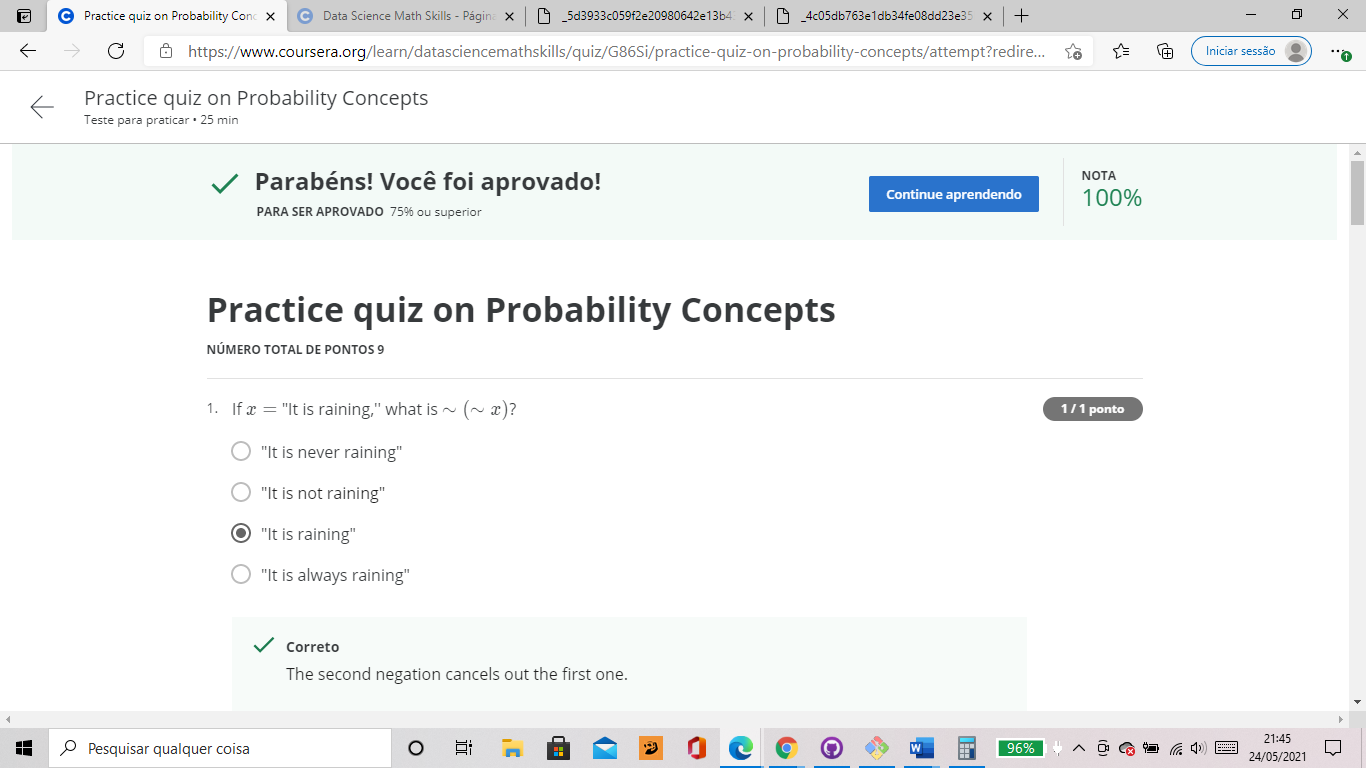 Practice quiz on Probability Conc
Data Science Math Skills - Págin
_5d3933c059f2e20980642e13b4
_4c05db763e1db34fe08dd23e35
https://www.coursera.org/learn/datasciencemathskills/quiz/G86Si/practice-quiz-on-probability-concepts/attempt?redire...
Iniciar sessão
Practice quiz on Probability Concepts
Teste para praticar • 25 min
Parabéns! Você foi aprovado!
PARA SER APROVADO 75% ou superior
Continue aprendendo
NOTA
100%
Practice quiz on Probability Concepts
NÚMERO TOTAL DE PONTOS 9
1. If x = "It is raining," what is ∼ (∼ x)?
1 / 1 ponto
"It is never raining"
"It is not raining"
"It is raining"
"It is always raining"
Correto
The second negation cancels out the first one.
Pesquisar qualquer coisa
96%
21:45
24/05/2021